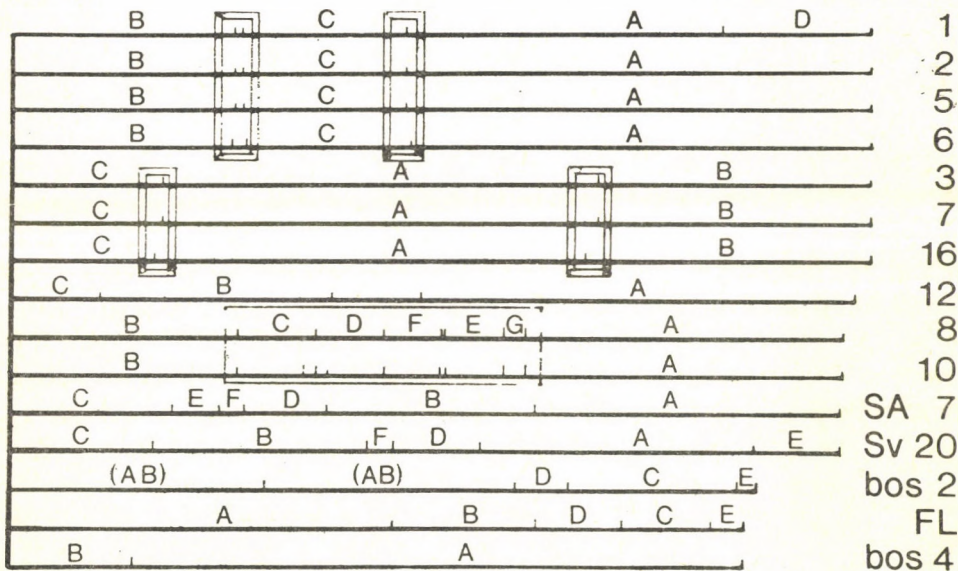 B C A D 1
B C A 2
B C A 5
B C A 6
C A B 3
C A B 7
C A B 16
C B A 12
B C D F E G A 8
B A 10
C E F D B A SA 7
C B F D A E Sv 20
(AB) (AB) D C E bos 2
A B D C E FL
B A bos 4